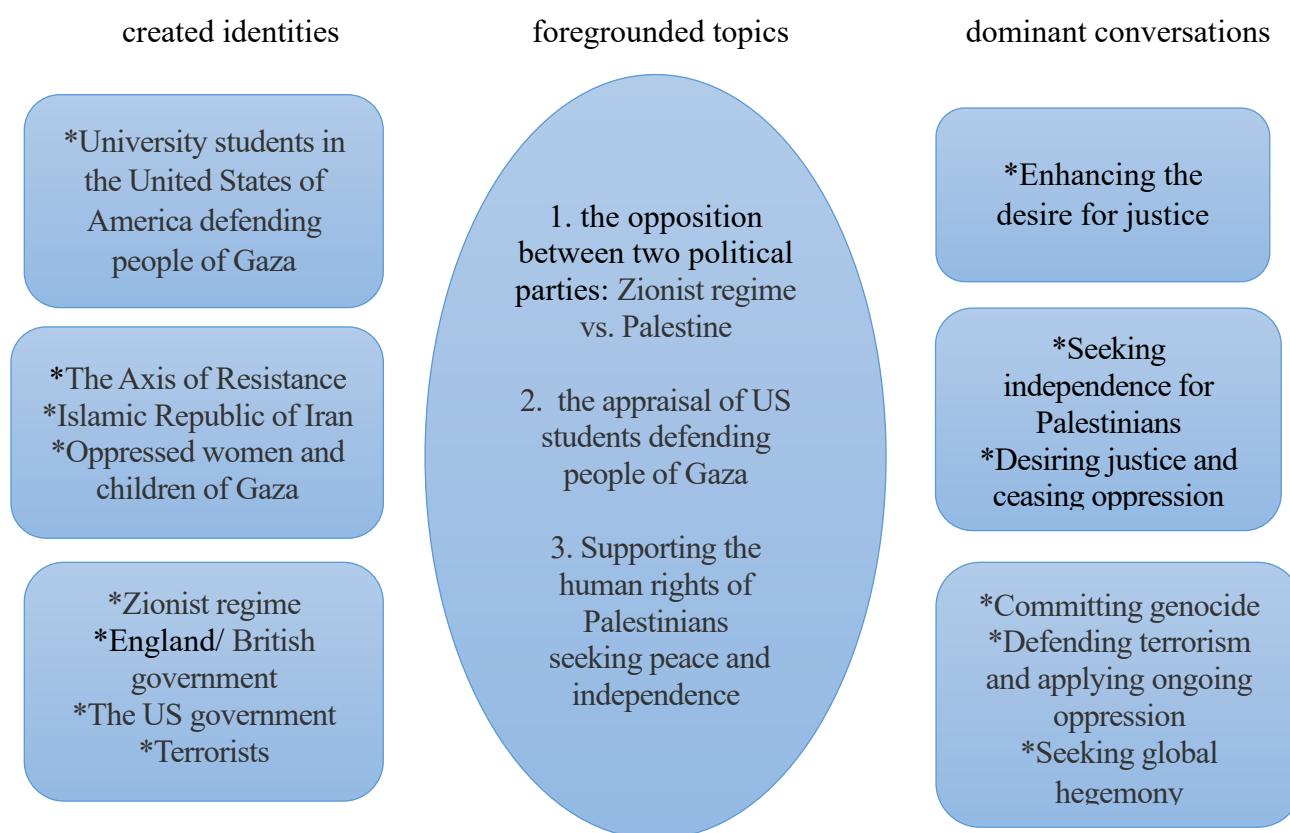 created identities
foregrounded topics
dominant conversations
*University students in
the United States of
America defending
people of Gaza
*The Axis of Resistance
*Islamic Republic of Iran
*Oppressed women and
children of Gaza
*Zionist regime
*England/ British
government
*The US government
*Terrorists
1. the opposition
between two political
parties: Zionist regime
vs. Palestine
2. the appraisal of US
students defending
people of Gaza
3. Supporting the
human rights of
Palestinians
seeking peace and
independence
*Enhancing the
desire for justice
*Seeking
independence for
Palestinians
*Desiring justice and
ceasing oppression
*Committing genocide
*Defending terrorism
and applying ongoing
oppression
*Seeking global
hegemony